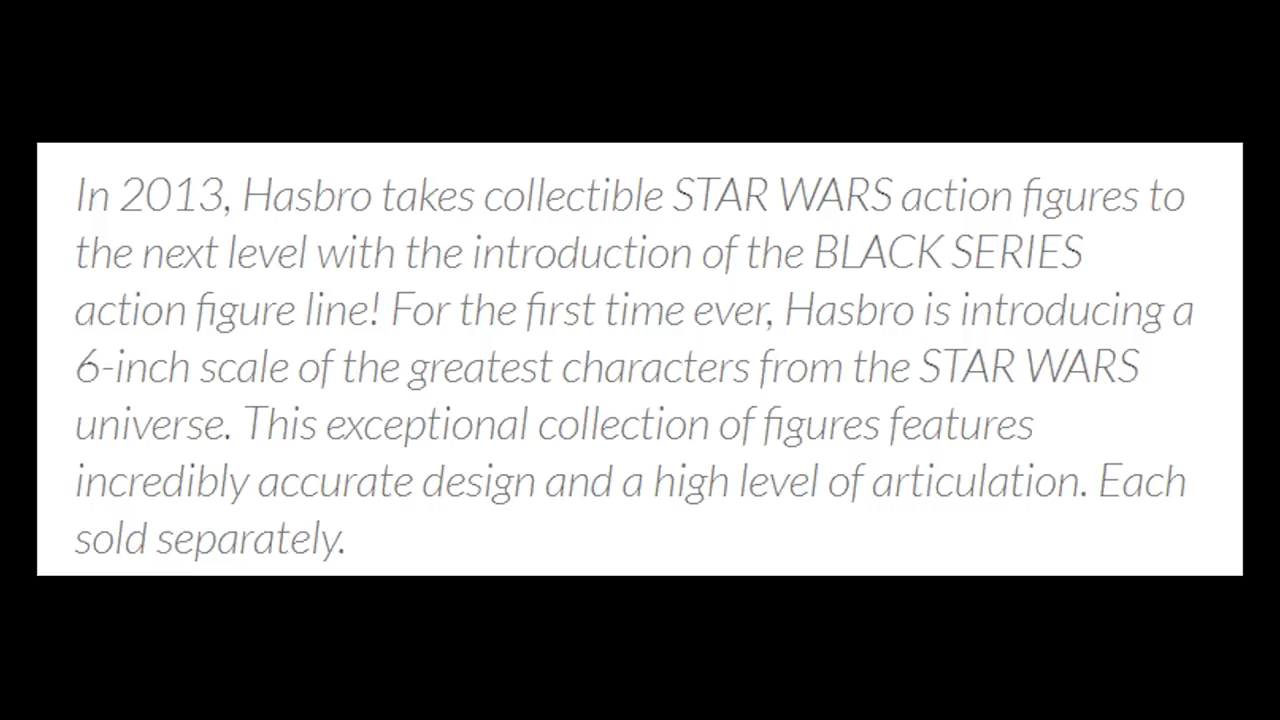 In 2013, Hasbro takes collectible STAR WARS action figures to
the next level with the introduction of the BLACK SERIES
action figure line! For the first time ever, Hasbro is introducing a
6-inch scale of the greatest characters from the STAR WARS
universe. This exceptional collection of figures features
incredibly accurate design and a high level of articulation. Each
sold separately.